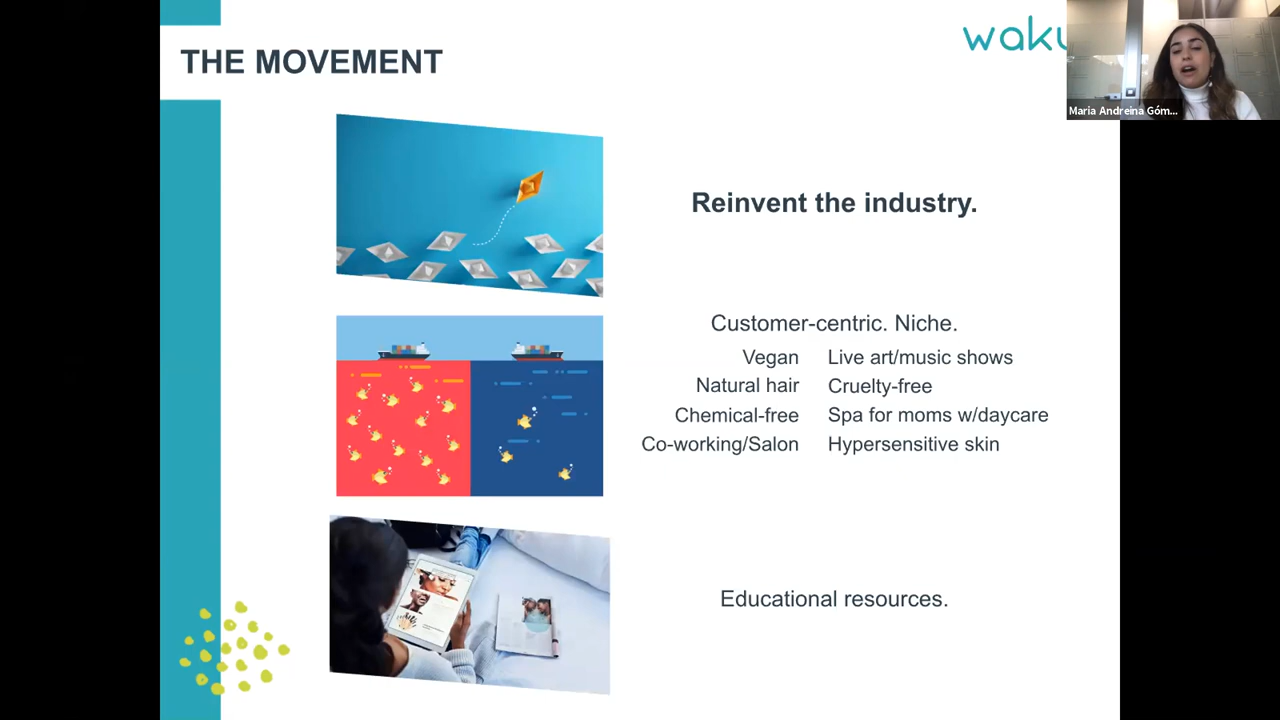 THE MOVEMENT
waku
Maria Andreina Góm...
Reinvent the industry.
Customer-centric. Niche.
Vegan Live art/music shows
Natural hair Cruelty-free
Chemical-free Spa for moms w/daycare
Co-working/Salon Hypersensitive skin
Educational resources.